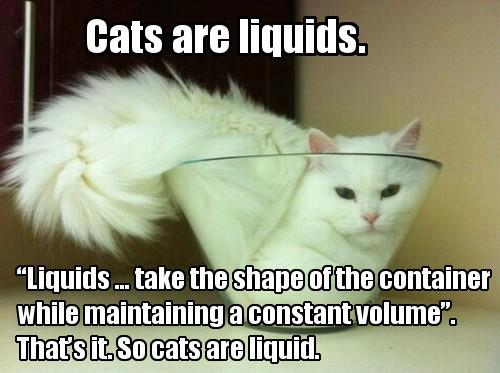 Cats are liquids.
“Liquids ... take the shape of the container
while maintaining a constant volume”.
That's it. So cats are liquid.